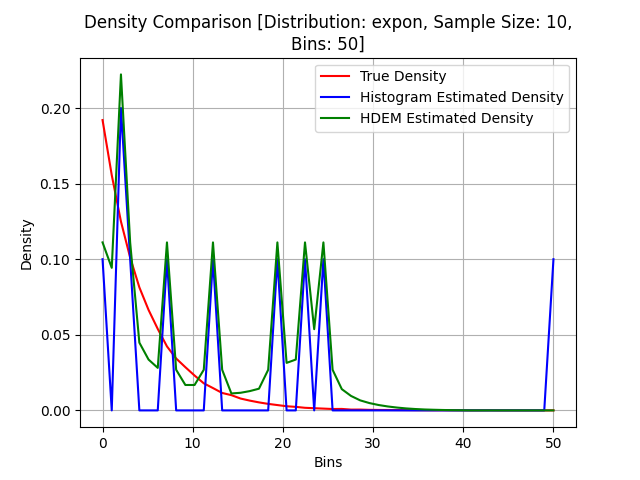 Density Comparison [Distribution: expon, Sample Size: 10,
Bins: 50]
True Density
Histogram Estimated Density
HDEM Estimated Density
Density
0.20
0.15
0.10
0.05
0.00
0 10 20 30 40 50
Bins